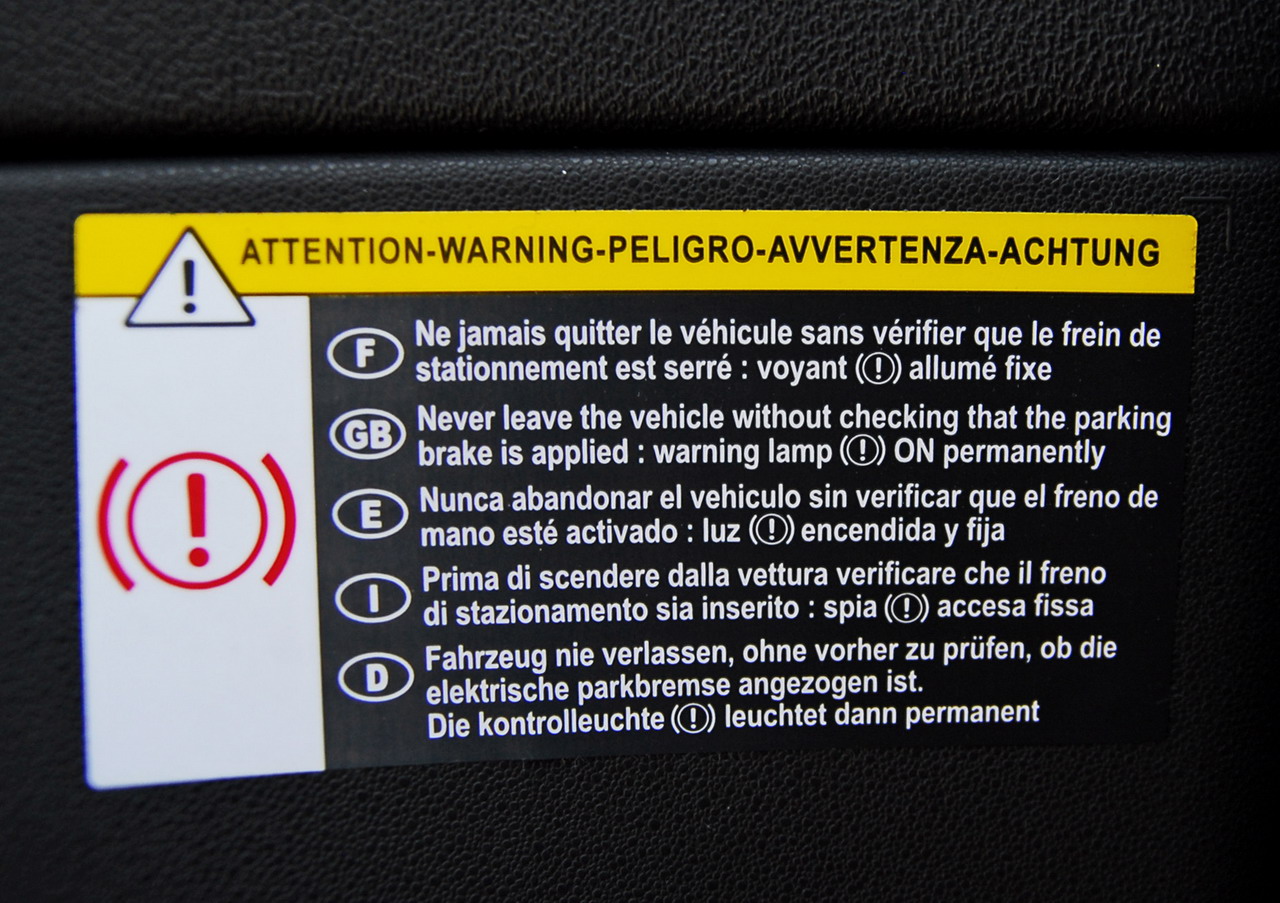 ATTENTION-WARNING-PELIGRO-AVVERTENZA-ACHTUNG
F Ne jamais quitter le véhicule sans vérifier que le frein de
stationnement est serré : voyant (!) allumé fixe
GB Never leave the vehicle without checking that the parking
brake is applied : warning lamp (!) ON permanently
E Nunca abandonar el vehiculo sin verificar que el freno de
mano esté activado : luz (!) encendida y fija
I Prima di scendere dalla vettura verificare che il freno
di stazionamento sia inserito : spia (!) accesa fissa
D Fahrzeug nie verlassen, ohne vorher zu prüfen, ob die
elektrische parkbremse angezogen ist.
Die kontrolleuchte (!) leuchtet dann permanent